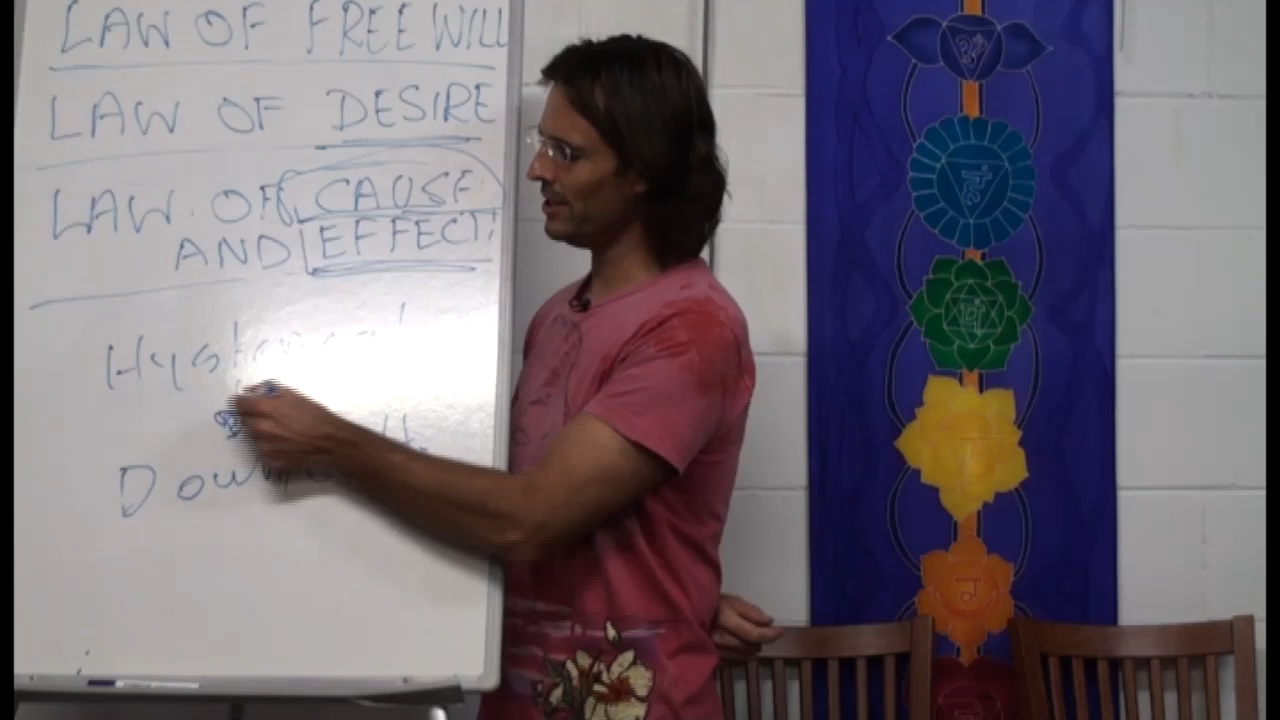 LAW OF FREE WILL
LAW OF DESIRE
LAW OF CAUSE
AND EFFECT